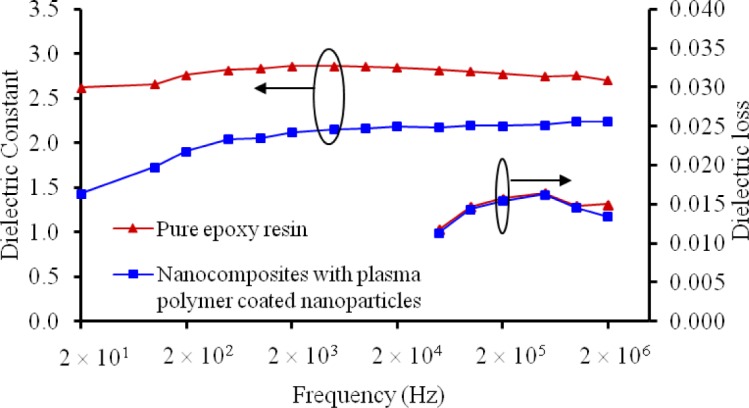 3.5
3.0
2.5
2.0
1.5
1.0
0.5
0.0
Dielectric Constant
0.040
0.035
0.030
0.025
0.020
0.015
0.010
0.005
0.000
Dielectric loss
Pure epoxy resin
Nanocomposites with plasma
polymer coated nanoparticles
2 × 10¹ 2 × 10² 2 × 10³ 2 × 10⁴ 2 × 10⁵ 2 × 10⁶
Frequency (Hz)